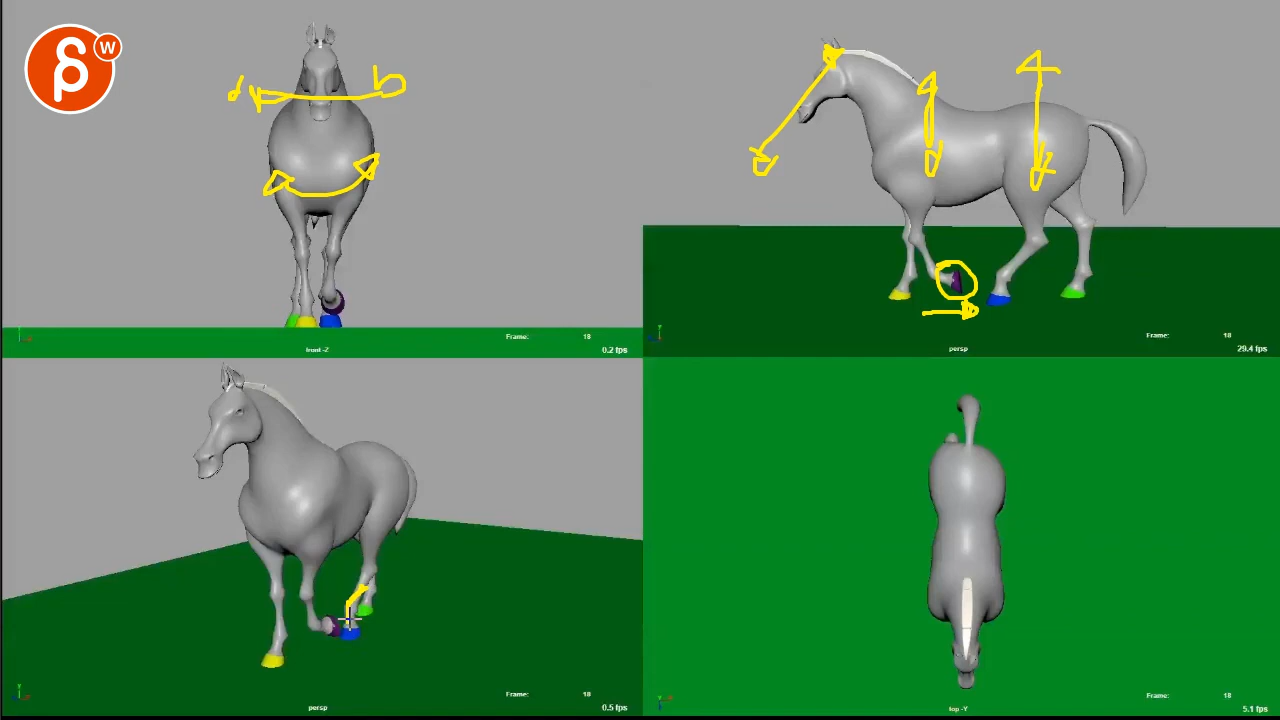 W
Frame: 18
front -Z
0.2 fps
Frame: 18
persp
29.4 fps
Frame: 18
persp
0.5 fps
Frame: 18
top -Y
5.1 fps